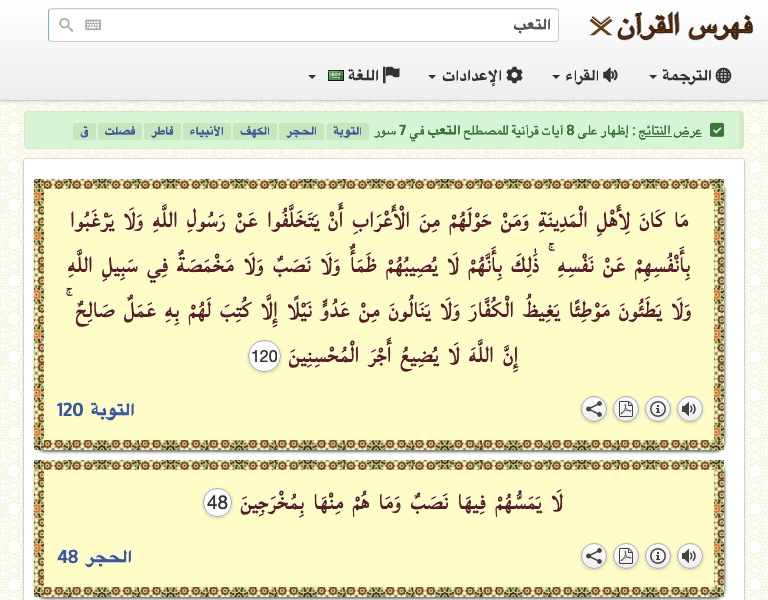 فهرس القرآن
التعب
الترجمة
القراء
الإعدادات
اللغة
عرض النتائج : إظهار على 8 آيات قرآنية للمصطلح التعب في 7 سور التوبة الحجر الكهف الأنبياء فاطر فصلت ق
مَا كَانَ لِأَهْلِ الْمَدِينَةِ وَمَنْ حَوْلَهُمْ مِنَ الْأَعْرَابِ أَنْ يَتَخَلَّفُوا عَنْ رَسُولِ اللَّهِ وَلَا يَرْغَبُوا
بِأَنْفُسِهِمْ عَنْ نَفْسِهِ ۚ ذَٰلِكَ بِأَنَّهُمْ لَا يُصِيبُهُمْ ظَمَأٌ وَلَا نَصَبٌ وَلَا مَخْمَصَةٌ فِي سَبِيلِ اللَّهِ
وَلَا يَطَئُونَ مَوْطِئًا يَغِيظُ الْكُفَّارَ وَلَا يَنَالُونَ مِنْ عَدُوٍّ نَيْلًا إِلَّا كُتِبَ لَهُمْ بِهِ عَمَلٌ صَالِحٌ ۚ
إِنَّ اللَّهَ لَا يُضِيعُ أَجْرَ الْمُحْسِنِينَ 120
التوبة 120
لَا يَمَسُّهُمْ فِيهَا نَصَبٌ وَمَا هُمْ مِنْهَا بِمُخْرَجِينَ 48
الحجر 48